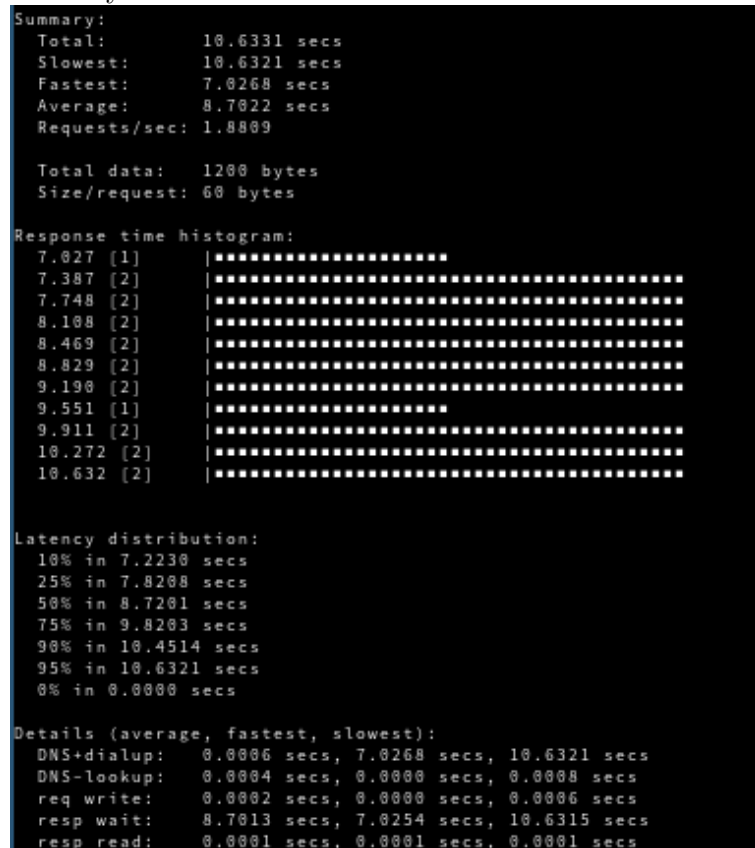 Summary:
Total: 10.6331 secs
Slowest: 10.6321 secs
Fastest: 7.0268 secs
Average: 8.7022 secs
Requests/sec: 1.8809
Total data: 1200 bytes
Size/request: 60 bytes
Response time histogram:
7.027 [1] |■■■■■■■■■■■■■■■■■■■■
7.387 [2] |■■■■■■■■■■■■■■■■■■■■■■■■■■■■■■■■■■■■■■■■
7.748 [2] |■■■■■■■■■■■■■■■■■■■■■■■■■■■■■■■■■■■■■■■■
8.108 [2] |■■■■■■■■■■■■■■■■■■■■■■■■■■■■■■■■■■■■■■■■
8.469 [2] |■■■■■■■■■■■■■■■■■■■■■■■■■■■■■■■■■■■■■■■■
8.829 [2] |■■■■■■■■■■■■■■■■■■■■■■■■■■■■■■■■■■■■■■■■
9.190 [2] |■■■■■■■■■■■■■■■■■■■■■■■■■■■■■■■■■■■■■■■■
9.551 [1] |■■■■■■■■■■■■■■■■■■■■
9.911 [2] |■■■■■■■■■■■■■■■■■■■■■■■■■■■■■■■■■■■■■■■■
10.272 [2] |■■■■■■■■■■■■■■■■■■■■■■■■■■■■■■■■■■■■■■■■
10.632 [2] |■■■■■■■■■■■■■■■■■■■■■■■■■■■■■■■■■■■■■■■■
Latency distribution:
10% in 7.2230 secs
25% in 7.8208 secs
50% in 8.7201 secs
75% in 9.8203 secs
90% in 10.4514 secs
95% in 10.6321 secs
0% in 0.0000 secs
Details (average, fastest, slowest):
DNS+dialup: 0.0006 secs, 7.0268 secs, 10.6321 secs
DNS-lookup: 0.0004 secs, 0.0000 secs, 0.0008 secs
req write: 0.0002 secs, 0.0000 secs, 0.0006 secs
resp wait: 8.7013 secs, 7.0254 secs, 10.6315 secs
resp read: 0.0001 secs, 0.0001 secs, 0.0001 secs